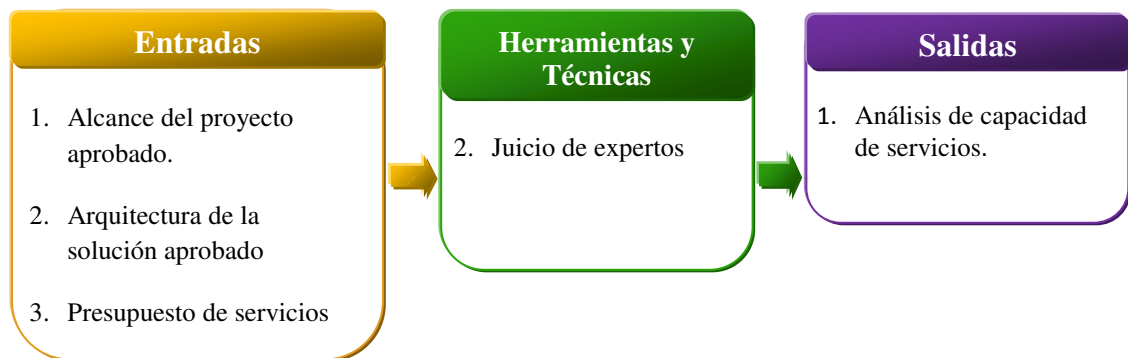 Entradas
1. Alcance del proyecto
aprobado.
2. Arquitectura de la
solución aprobado
3. Presupuesto de servicios
Herramientas y
Técnicas
2. Juicio de expertos
Salidas
1. Análisis de capacidad
de servicios.